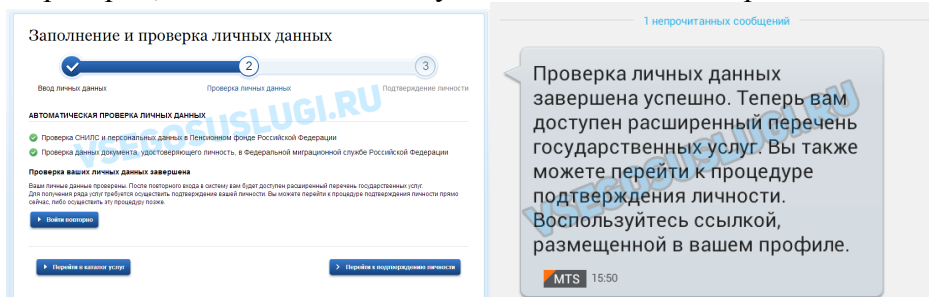 Заполнение и проверка личных данных
2
3
Ввод личных данных
Проверка личных данных
Подтверждение личности
АВТОМАТИЧЕСКАЯ ПРОВЕРКА ЛИЧНЫХ ДАННЫХ
Проверка СНИЛС и персональных данных в Пенсионном фонде Российской Федерации
Проверка данных документа, удостоверяющего личность, в Федеральной миграционной службе Российской Федерации
Проверка ваших личных данных завершена
Ваши личные данные проверены. После повторного входа в систему вам будет доступен расширенный перечень государственных услуг.
Для получения ряда услуг требуется осуществить подтверждение вашей личности. Вы можете перейти к процедуре подтверждения личности прямо
сейчас, либо осуществить эту процедуру позже.
Войти повторно
Перейти в каталог услуг
Перейти к подтверждению личности
VSEGOSUSLUGI.RU
1 непрочитанных сообщений
Проверка личных данных
завершена успешно. Теперь вам
доступен расширенный перечень
государственных услуг. Вы также
можете перейти к процедуре
подтверждения личности.
Воспользуйтесь ссылкой,
размещенной в вашем профиле.
MTS 15:50
VSEGOSUSLUGI.RU